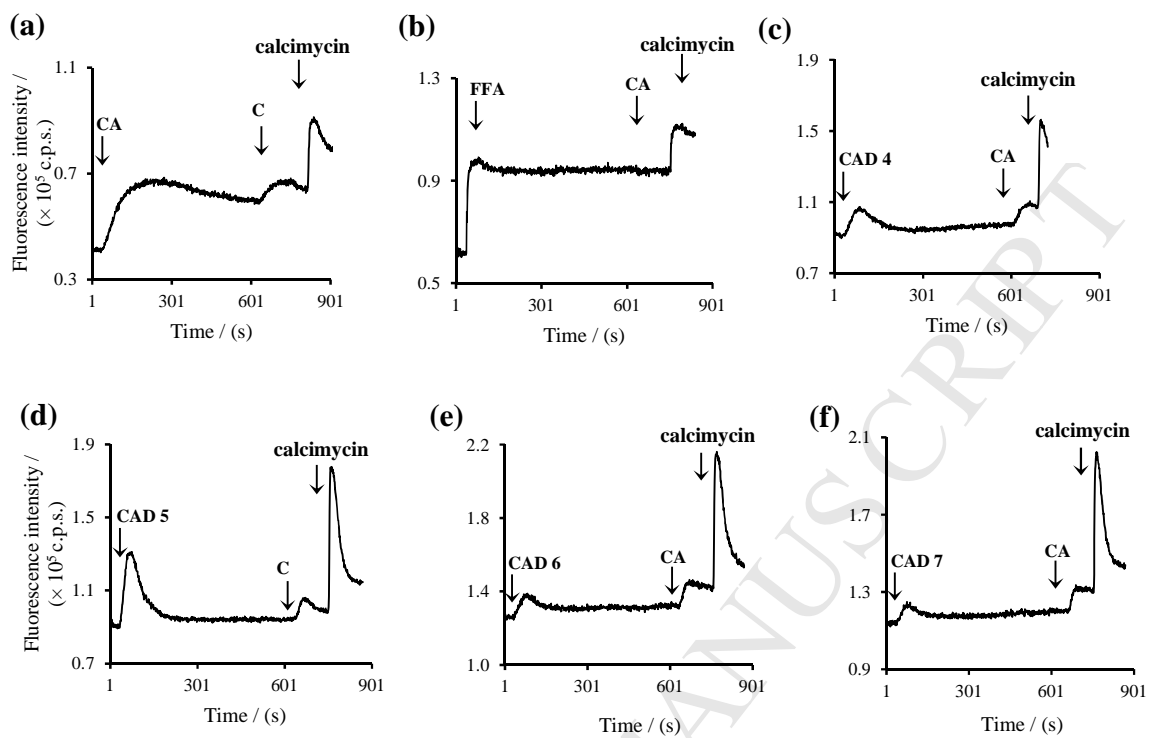 (a)
calcimycin
Fluorescence intensity /
(× 10⁵ c.p.s.)
1.1
0.7
0.3
CA
C
1
301
601
901
Time / (s)
(b)
calcimycin
1.3
0.9
0.5
FFA
CA
1
301
601
901
Time / (s)
(c)
calcimycin
1.9
1.5
1.1
0.7
CAD 4
CA
1
301
601
901
Time / (s)
(d)
calcimycin
Fluorescence intensity /
(× 10⁵ c.p.s.)
1.9
1.5
1.1
0.7
CAD 5
C
1
301
601
901
Time / (s)
(e)
calcimycin
2.2
1.8
1.4
1.0
CAD 6
CA
1
301
601
901
Time / (s)
(f)
calcimycin
2.1
1.7
1.3
0.9
CAD 7
CA
1
301
601
901
Time / (s)
ANUSCRIPT